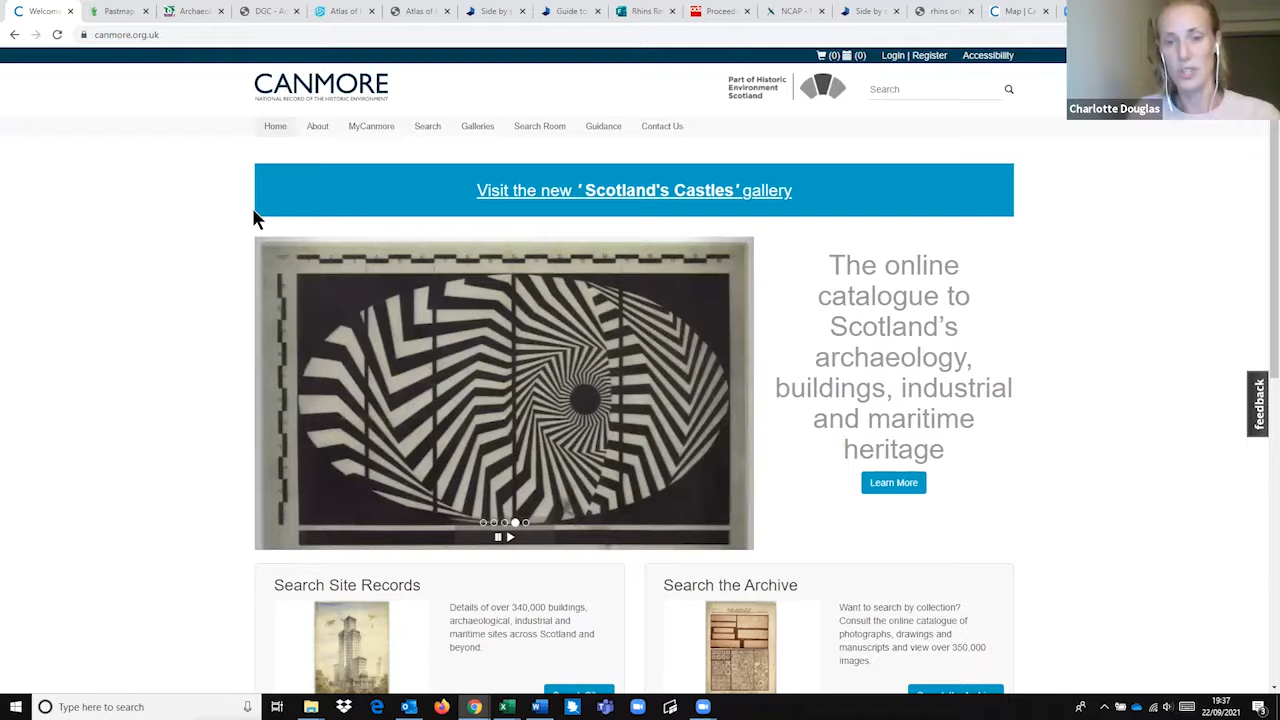 Welcome
Pastmap
Archaeol
DGC - A
Atlas of
Atlas of A
Side by s
Guide to
Rhins Re
Proceed
NCAP - 
Side by s
rhins onl
Map | Ca
canmore.org.uk
(0) (0) Login | Register Accessibility
CANMORE
NATIONAL RECORD OF THE HISTORIC ENVIRONMENT
Part of Historic
Environment
Scotland
Search
Charlotte Douglas
Home About MyCanmore Search Galleries Search Room Guidance Contact Us
Visit the new 'Scotland's Castles' gallery
The online
catalogue to
Scotland's
archaeology,
buildings, industrial
and maritime
heritage
Learn More
feedback
Search Site Records
Details of over 340,000 buildings,
archaeological, industrial and
maritime sites across Scotland and
beyond.
Search the Archive
Want to search by collection?
Consult the online catalogue of
photographs, drawings and
manuscripts and view over 350,000
images.
Type here to search
19:37
22/09/2021